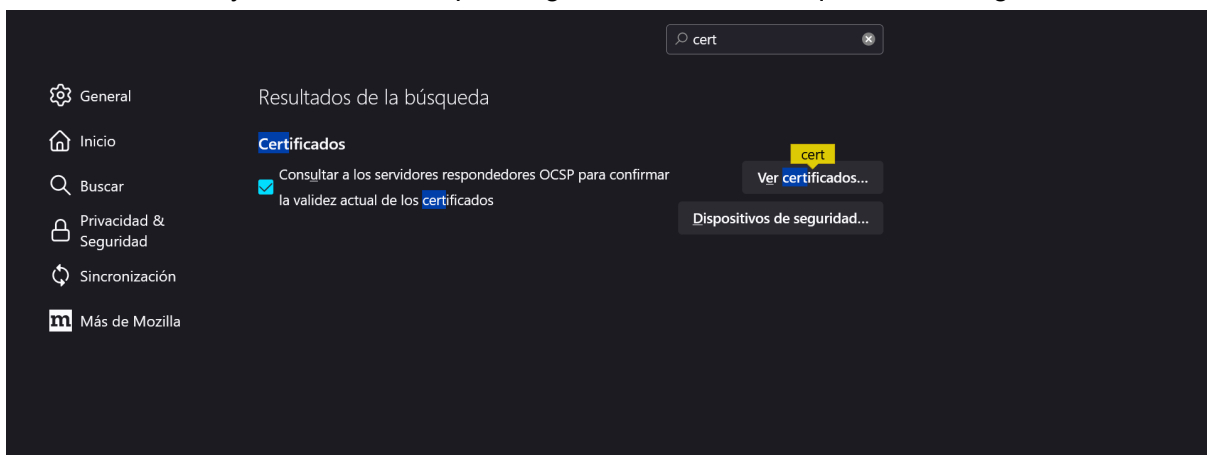 cert
General
Resultados de la búsqueda
Inicio
Certificados
cert
Consultar a los servidores respondedores OCSP para confirmar
la validez actual de los certificados
Ver certificados...
Buscar
Dispositivos de seguridad...
Privacidad &
Seguridad
Sincronización
m Más de Mozilla